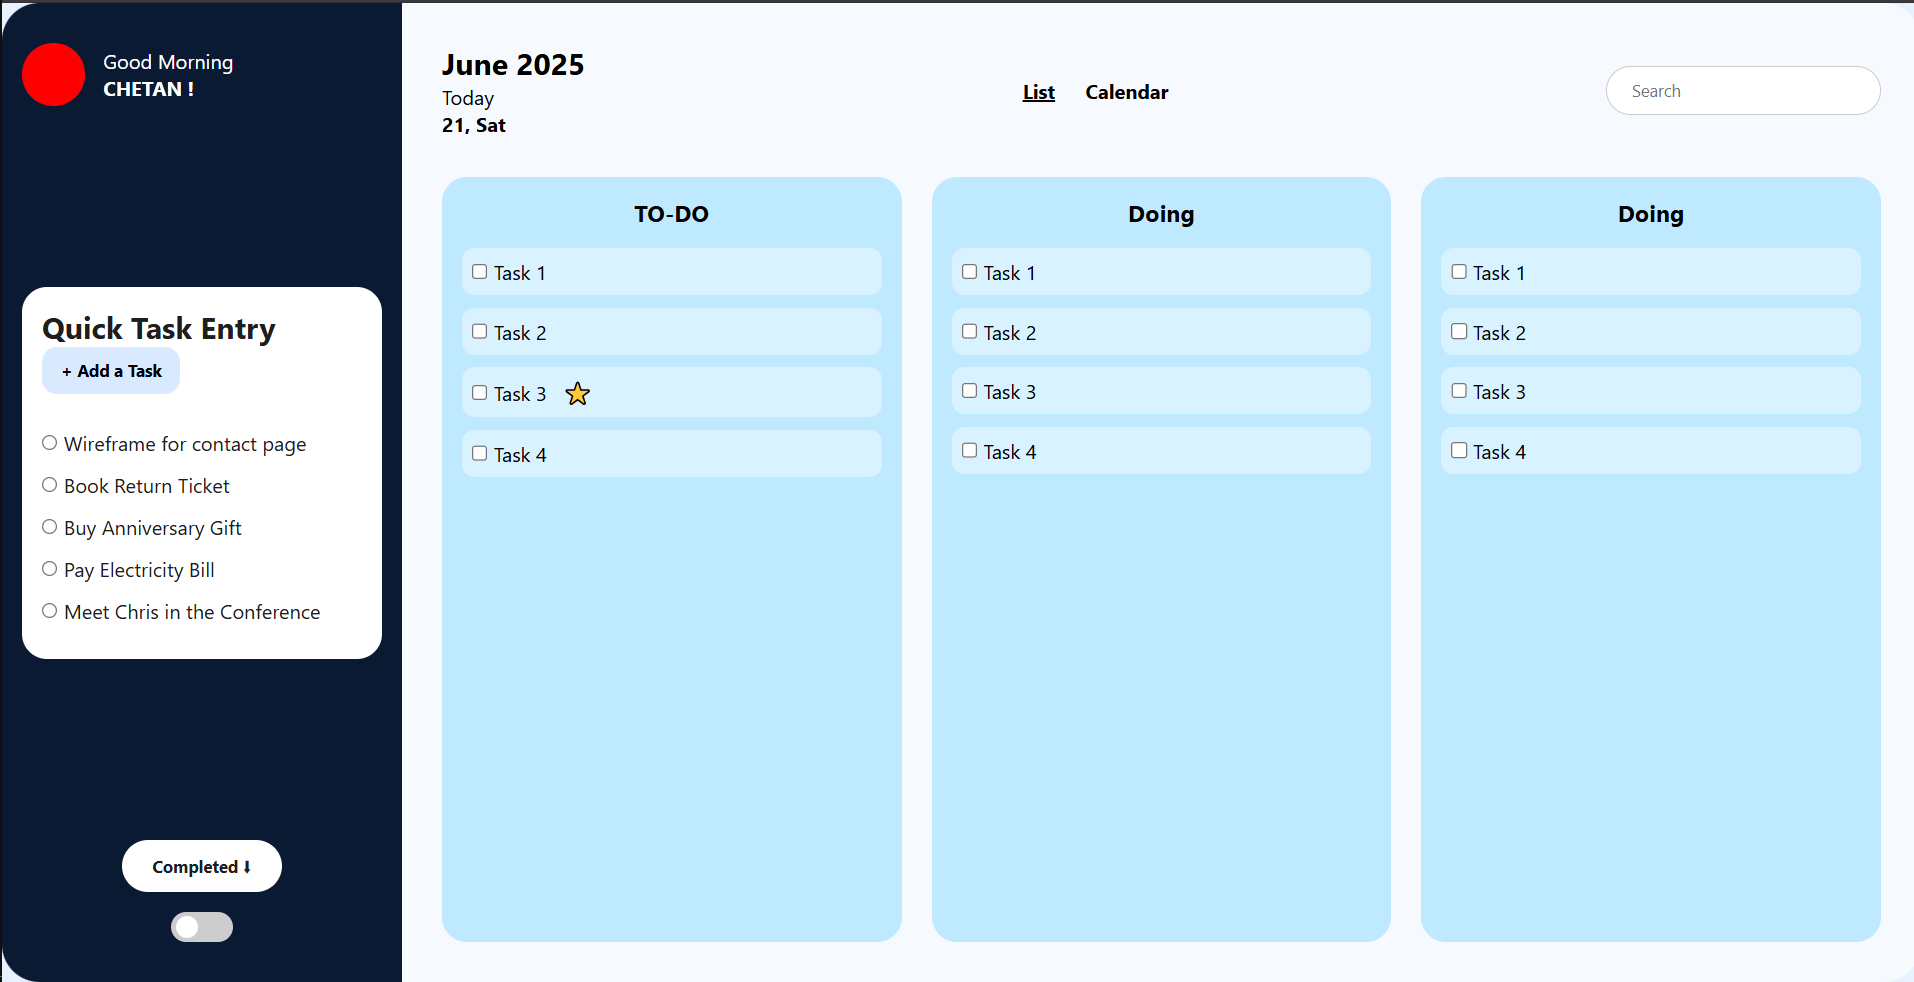 Good Morning
CHETAN !
Quick Task Entry
+ Add a Task
Wireframe for contact page
Book Return Ticket
Buy Anniversary Gift
Pay Electricity Bill
Meet Chris in the Conference
Completed ⬇
June 2025
Today
21, Sat
List
Calendar
Search
TO-DO
Task 1
Task 2
Task 3 ⭐
Task 4
Doing
Task 1
Task 2
Task 3
Task 4
Doing
Task 1
Task 2
Task 3
Task 4